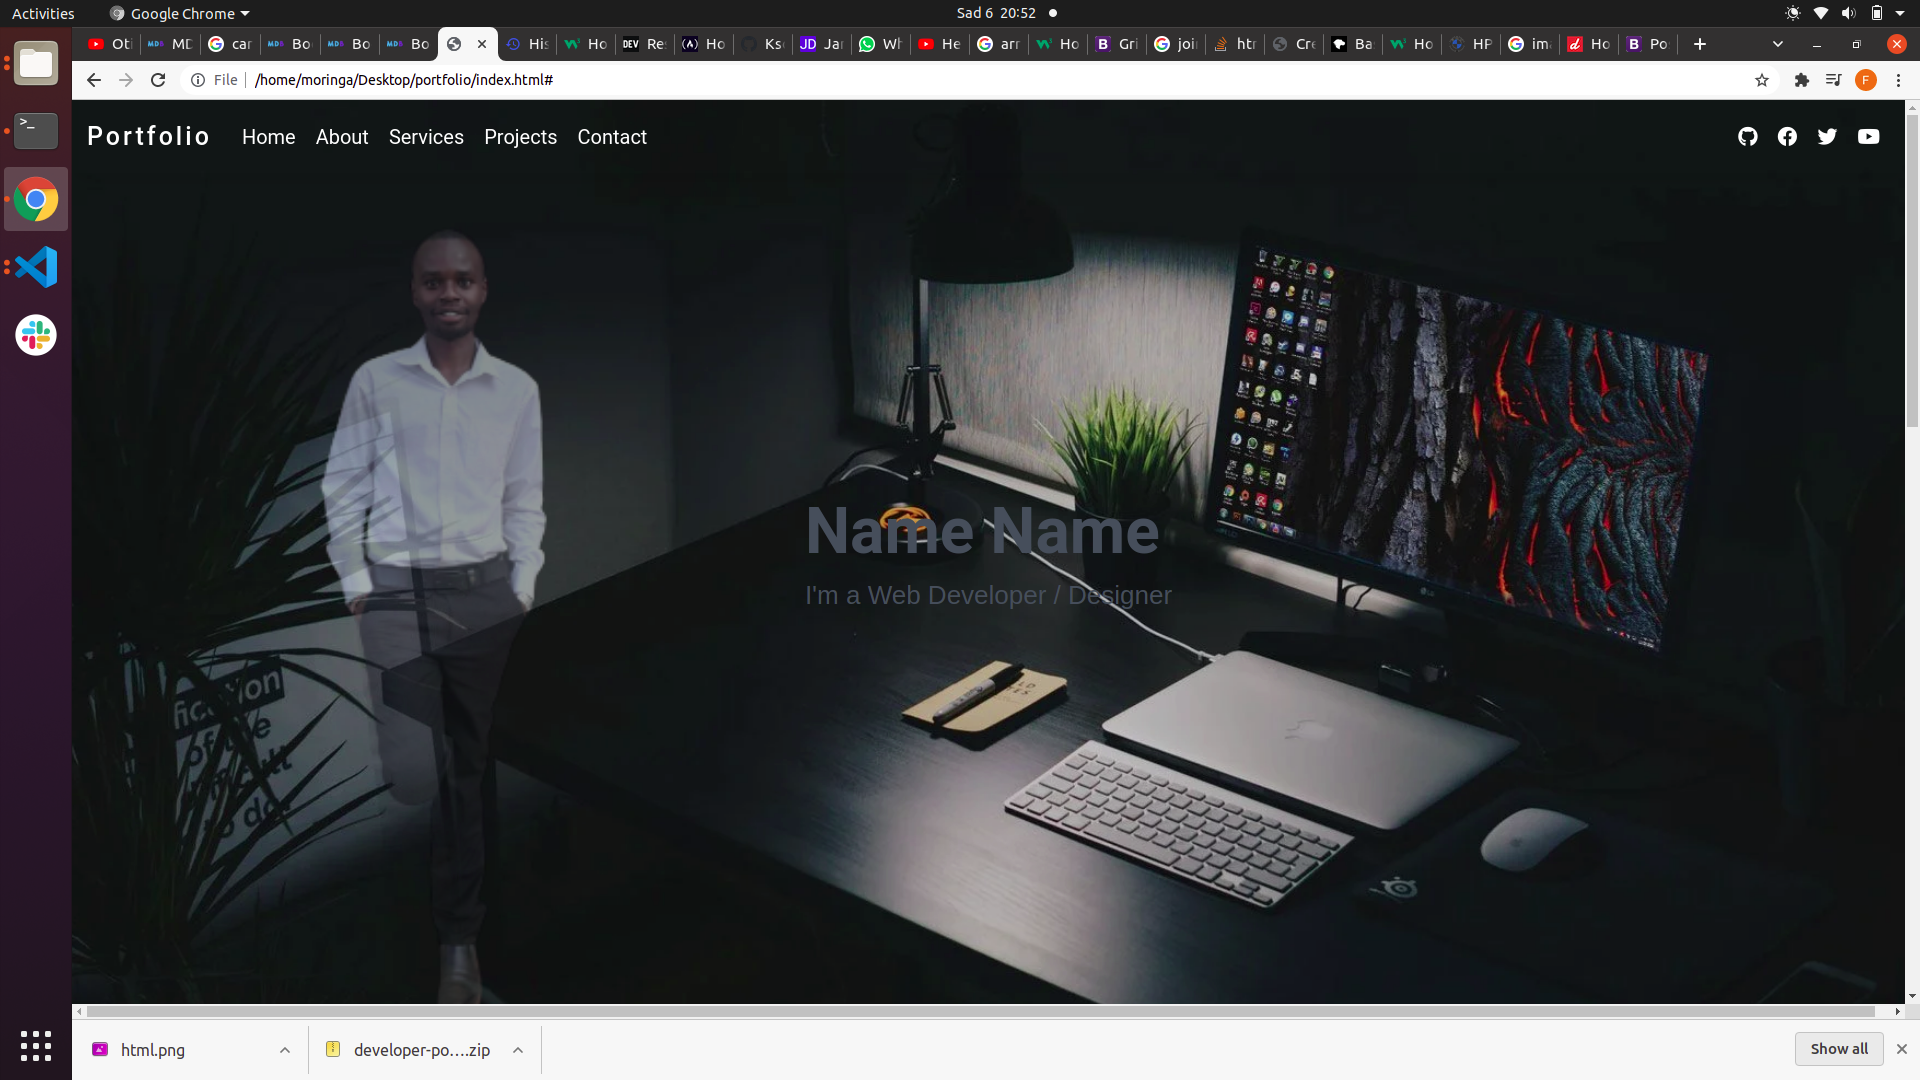 Activities
Google Chrome
Sad 6 20:52
Oti
MD
car
Bo
Bo
Bo
His
Ho
Re
Ho
Ks
Jar
Wh
He
arr
Ho
Gri
joi
htr
Cre
Ba
Ho
HP
im
Ho
Po
File
/home/moringa/Desktop/portfolio/index.html#
F
Portfolio
Home
About
Services
Projects
Contact
Name Name
I'm a Web Developer / Designer
html.png
developer-po....zip
Show all